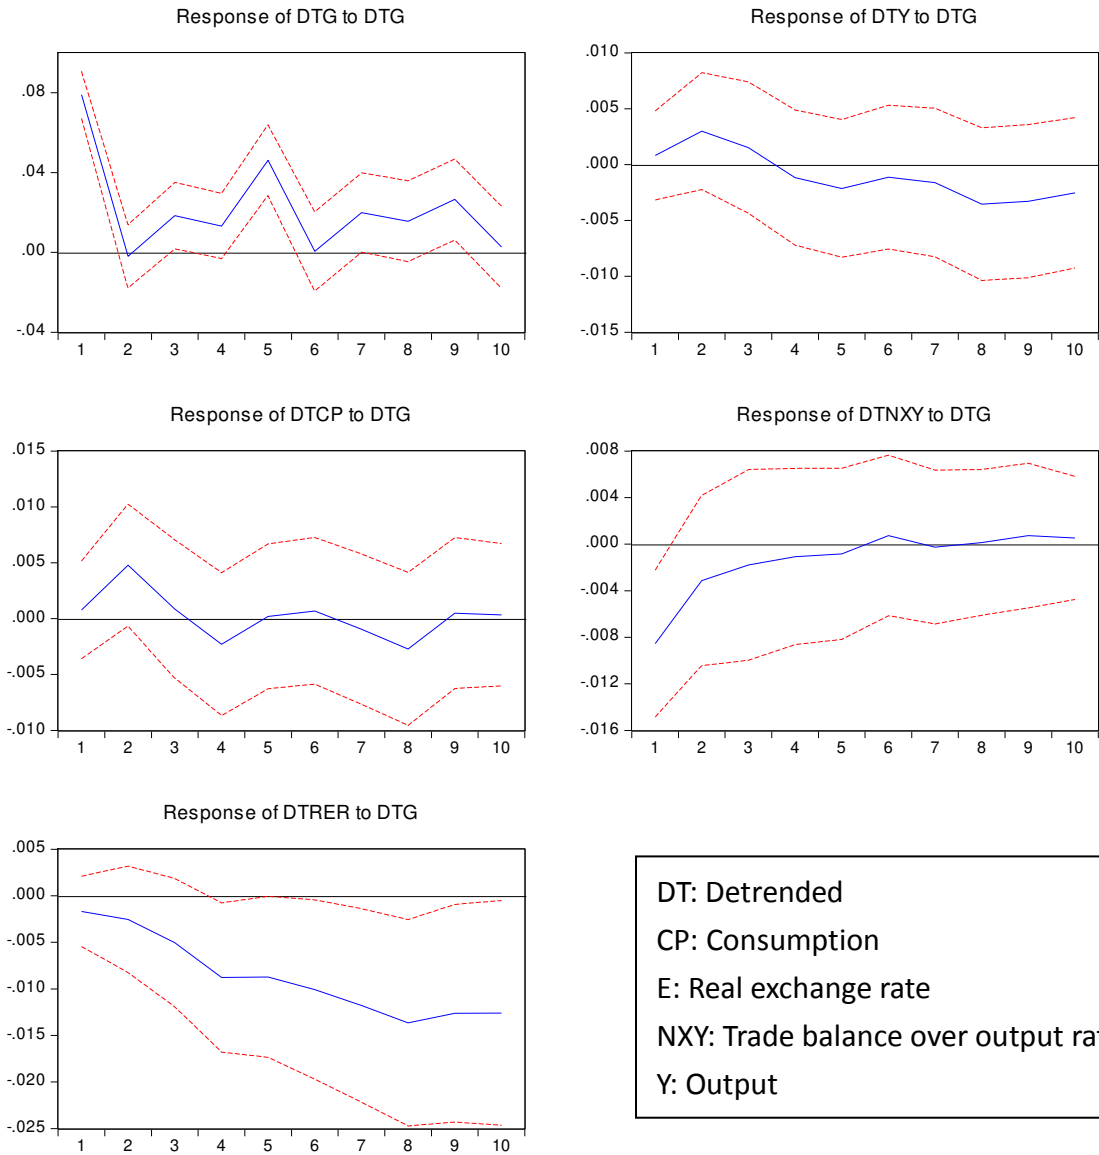 Response of DTG to DTG
.08
.04
.00
-.04
1 2 3 4 5 6 7 8 9 10
Response of DTY to DTG
.010
.005
.000
-.005
-.010
-.015
1 2 3 4 5 6 7 8 9 10
Response of DTCP to DTG
.015
.010
.005
.000
-.005
-.010
1 2 3 4 5 6 7 8 9 10
Response of DTNXY to DTG
.008
.004
.000
-.004
-.008
-.012
-.016
1 2 3 4 5 6 7 8 9 10
Response of DTRER to DTG
.005
.000
-.005
-.010
-.015
-.020
-.025
1 2 3 4 5 6 7 8 9 10
DT: Detrended
CP: Consumption
E: Real exchange rate
NXY: Trade balance over output
Y: Output